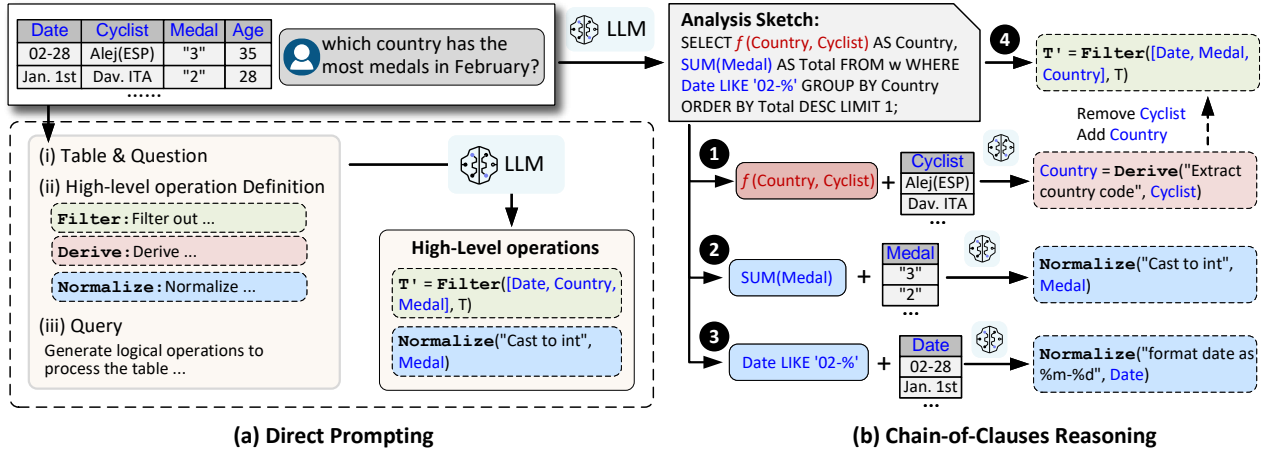 Date Cyclist Medal Age
02-28 Alej(ESP) "3" 35
Jan. 1st Dav. ITA "2" 28
......
which country has the
most medals in February?
LLM
(i) Table & Question
(ii) High-level operation Definition
Filter:Filter out ...
Derive:Derive ...
Normalize:Normalize ...
(iii) Query
Generate logical operations to
process the table ...
LLM
High-Level operations
T' = Filter([Date, Country,
Medal], T)
Normalize("Cast to int",
Medal)
(a) Direct Prompting
Analysis Sketch:
SELECT f (Country, Cyclist) AS Country,
SUM(Medal) AS Total FROM w WHERE
Date LIKE '02-%' GROUP BY Country
ORDER BY Total DESC LIMIT 1;
4
T' = Filter([Date, Medal,
Country], T)
Remove Cyclist
Add Country
1
f (Country, Cyclist)
+
Cyclist
Alej(ESP)
Dav. ITA
...
Country = Derive("Extract
country code", Cyclist)
2
SUM(Medal)
+
Medal
"3"
"2"
...
Normalize("Cast to int",
Medal)
3
Date LIKE '02-%'
+
Date
02-28
Jan. 1st
...
Normalize("format date as
%m-%d", Date)
(b) Chain-of-Clauses Reasoning